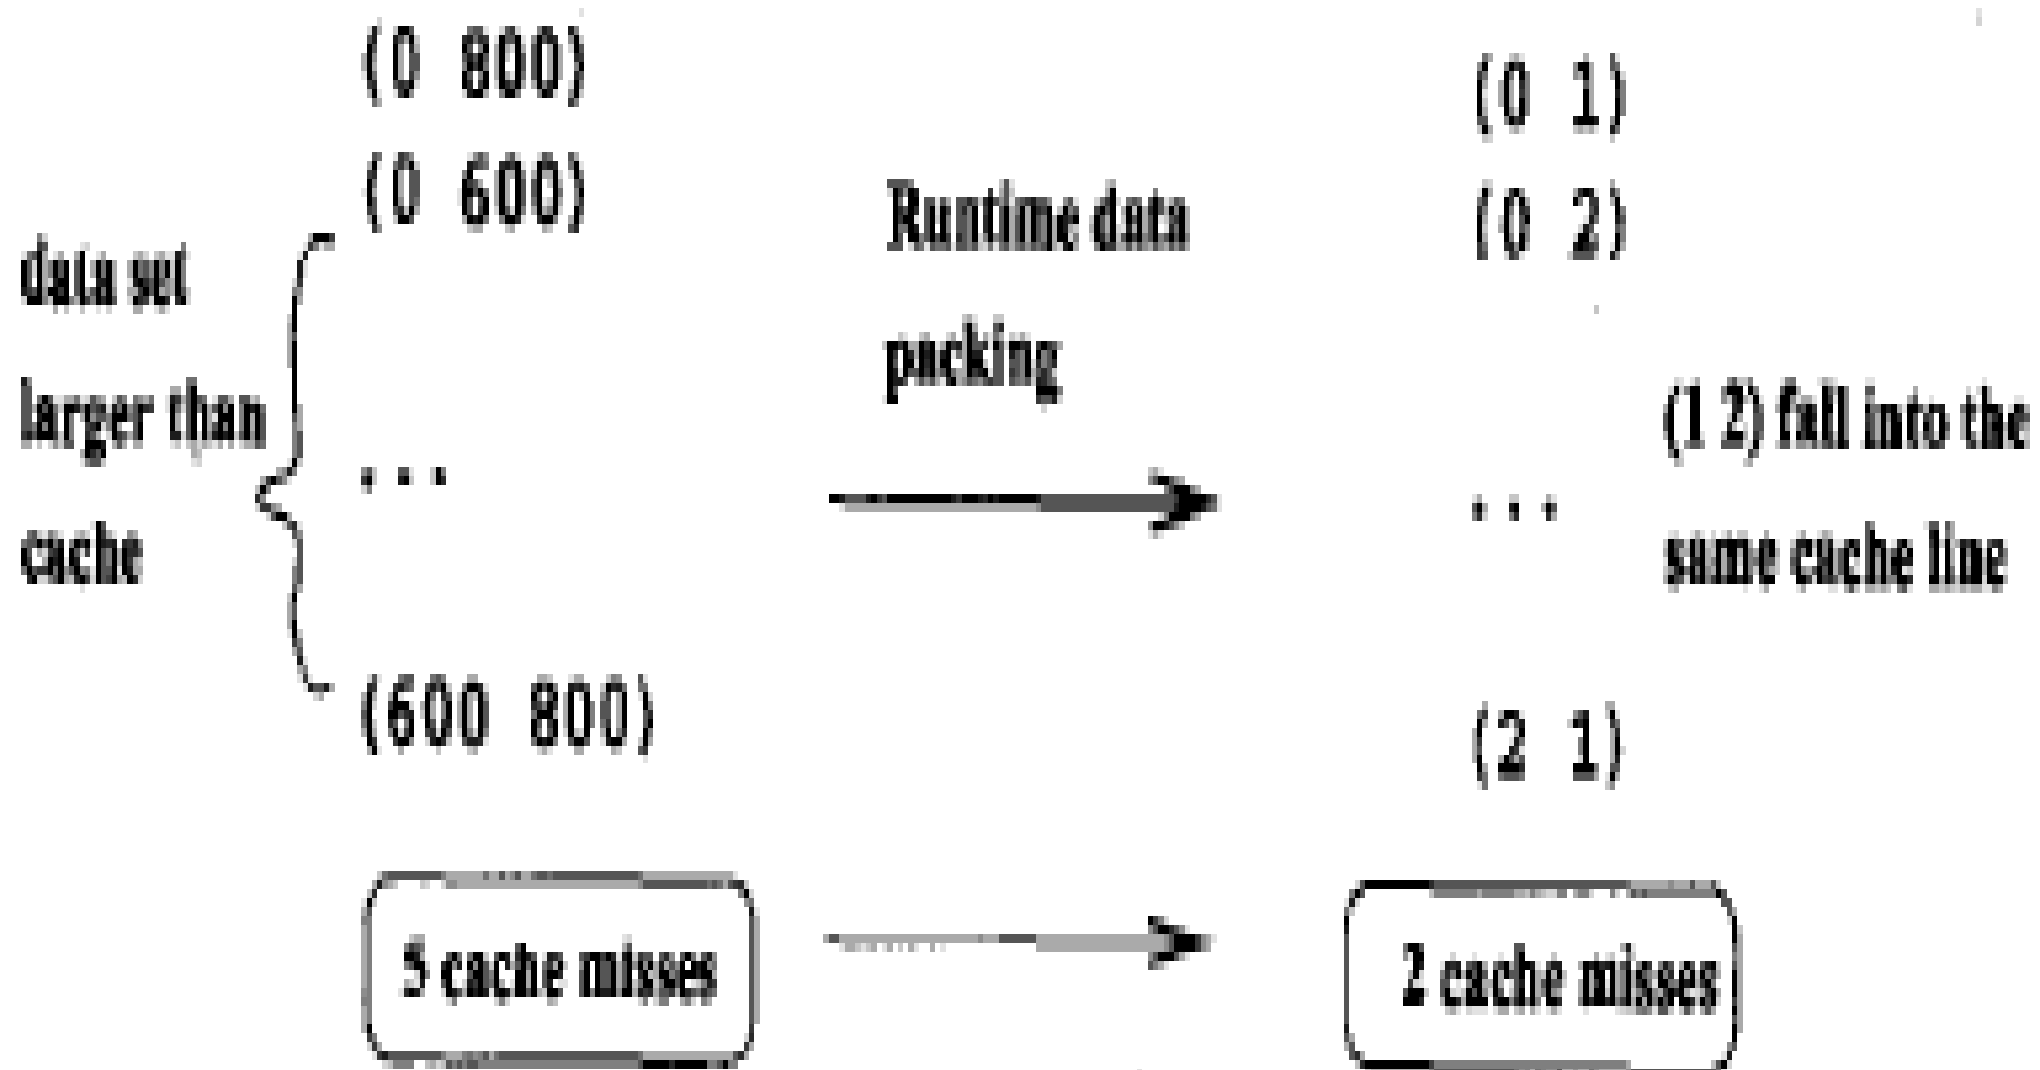 (0 800)
(0 600)
data set
larger than
cache
...
(600 800)
5 cache misses
Runtime data
packing
(0 1)
(0 2)
...
(1 2) fall into the
same cache line
(2 1)
2 cache misses